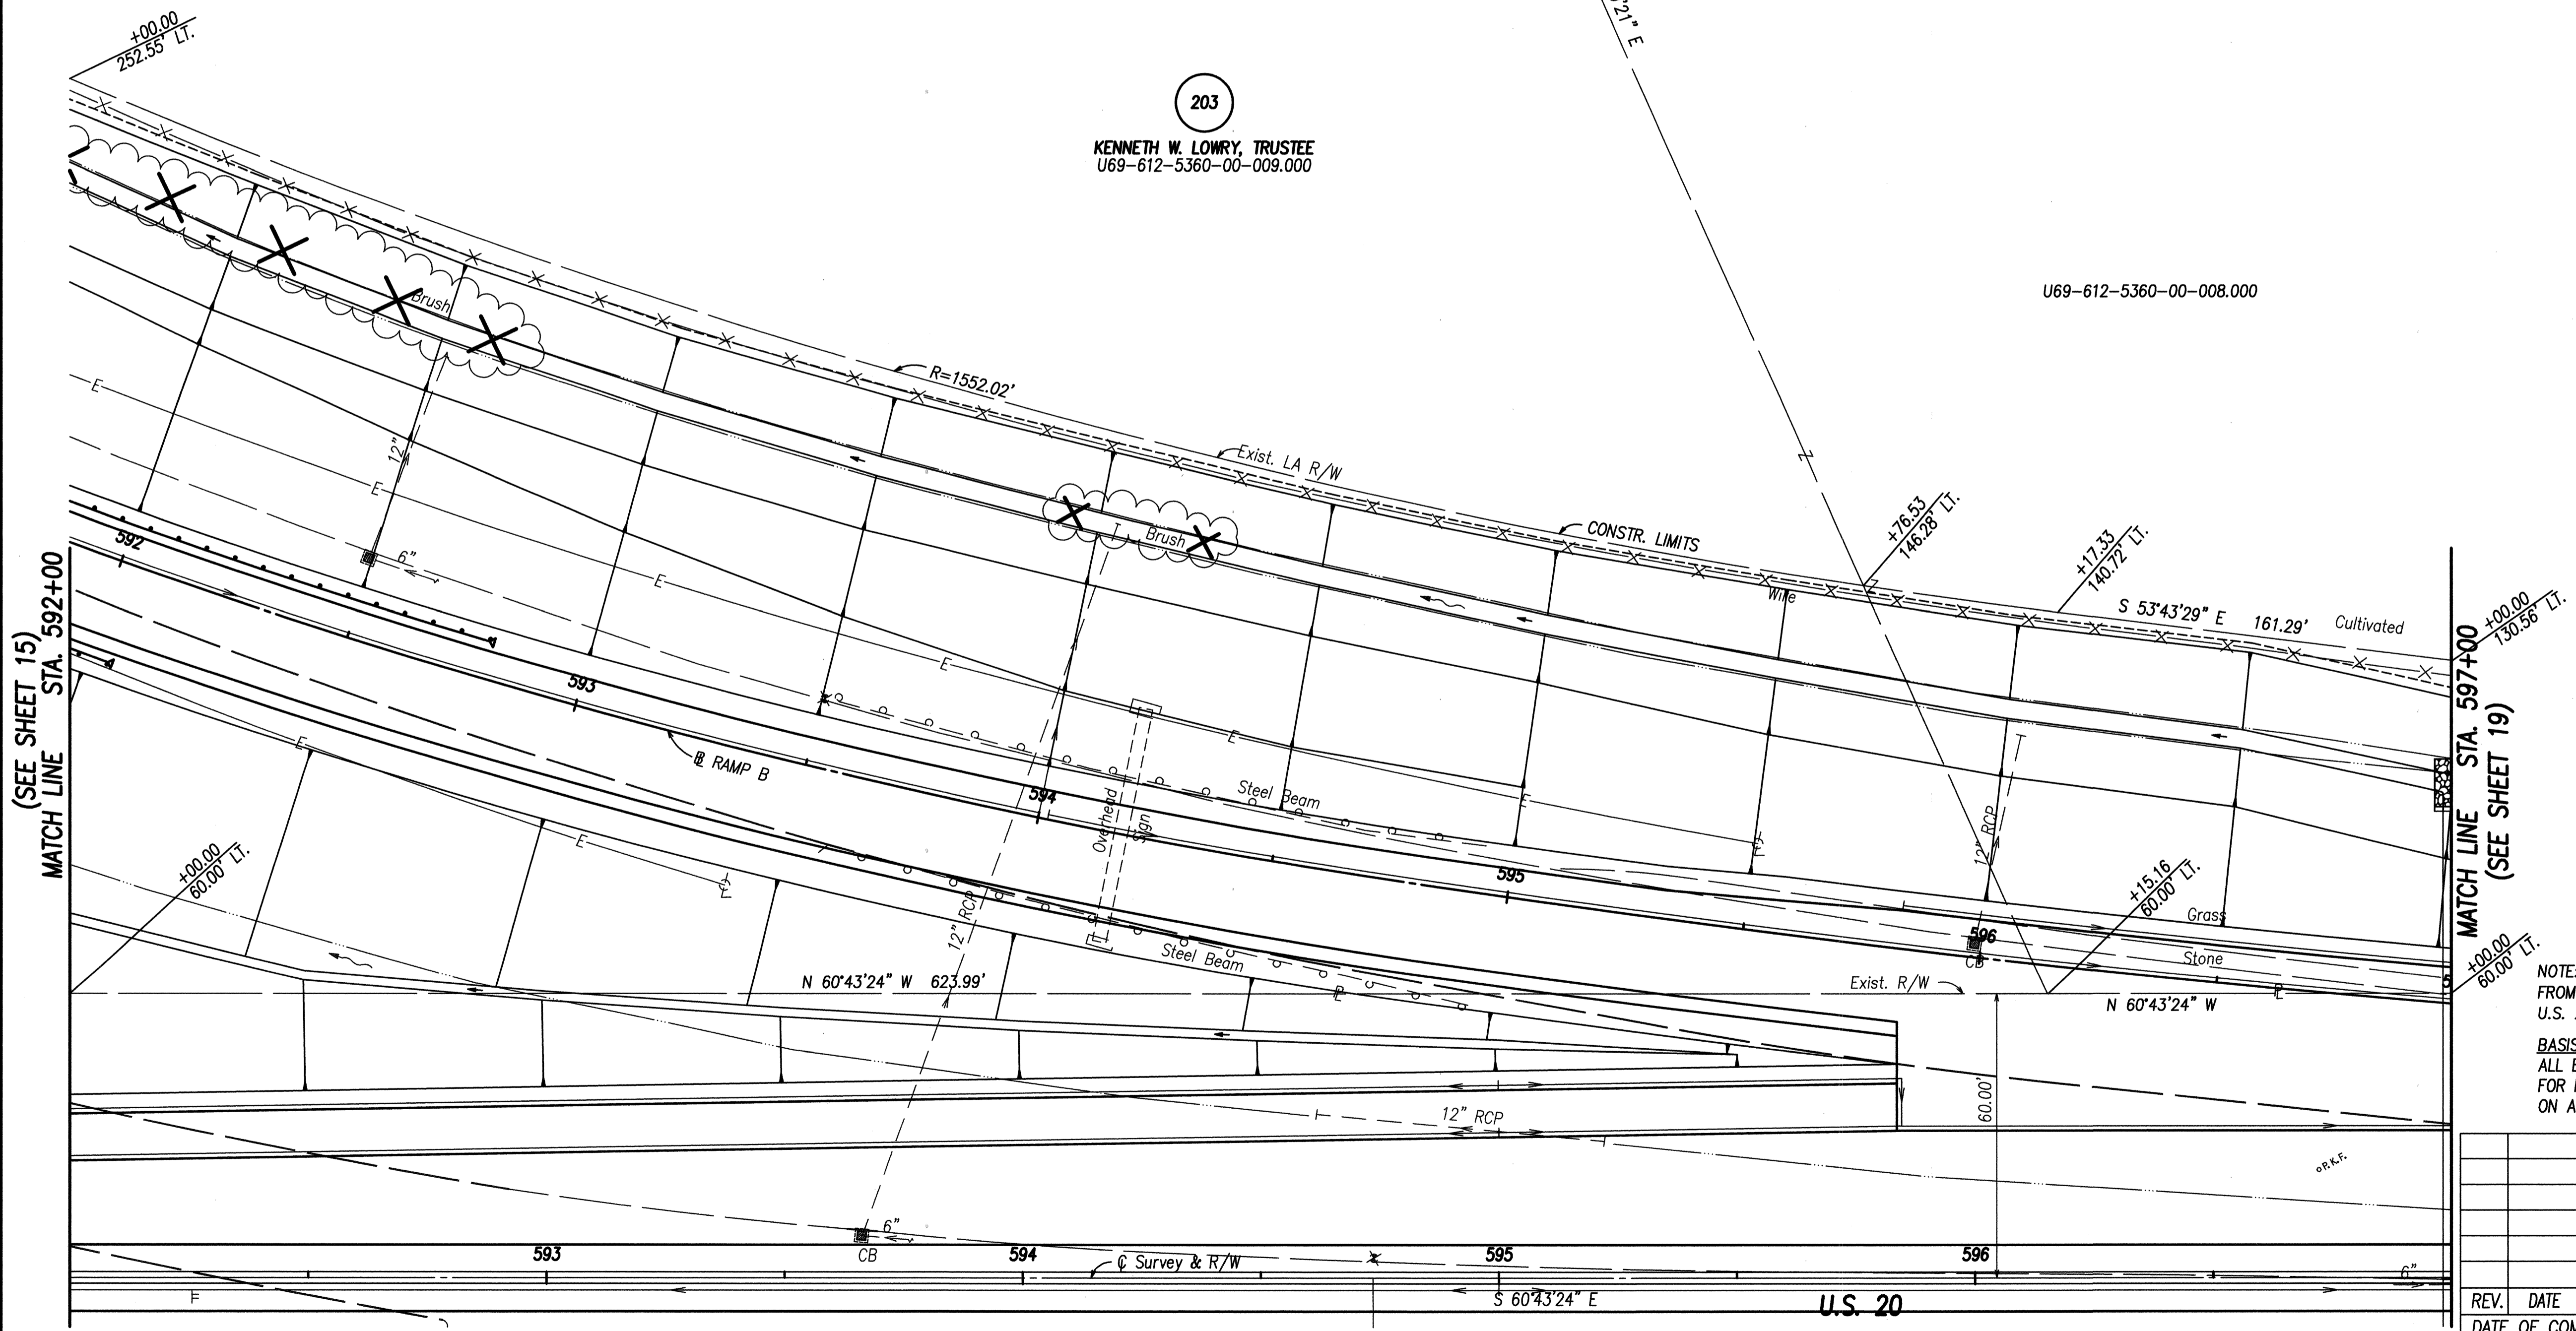 +00.00
252.55' LT.
'21" E
203
KENNETH W. LOWRY, TRUSTEE
U69-612-5360-00-009.000
U69-612-5360-00-008.000
Brush
R=1552.02'
E
12"
Exist. LA R/W
CONSTR. LIMITS
Brush
T
Z
+76.53
146.28' LT.
+17.33
140.72' LT.
Wire
S 53°43'29" E 161.29'
Cultivated
+00.00
130.56' LT.
MATCH LINE STA. 592+00
(SEE SHEET 15)
592
E
6"
E
E
593
E
E
℄ RAMP B
E
594
Overhead
Sign
Steel Beam
E
595
12" RCP
596
CB
Grass
Stone
+15.16
60.00' LT.
MATCH LINE STA. 597+00
(SEE SHEET 19)
+00.00
60.00' LT.
+00.00
60.00' LT.
E
12" RCP
Steel Beam
N 60°43'24" W 623.99'
Exist. R/W
N 60°43'24" W
5
NOTE
FROM
U.S.
BASIS
ALL B
FOR
ON A
60.00'
12" RCP
P.K.F.
6"
CB
593
594
595
596
℄ Survey & R/W
S 60°43'24" E
U.S. 20
6"
REV. DATE
DATE OF COM